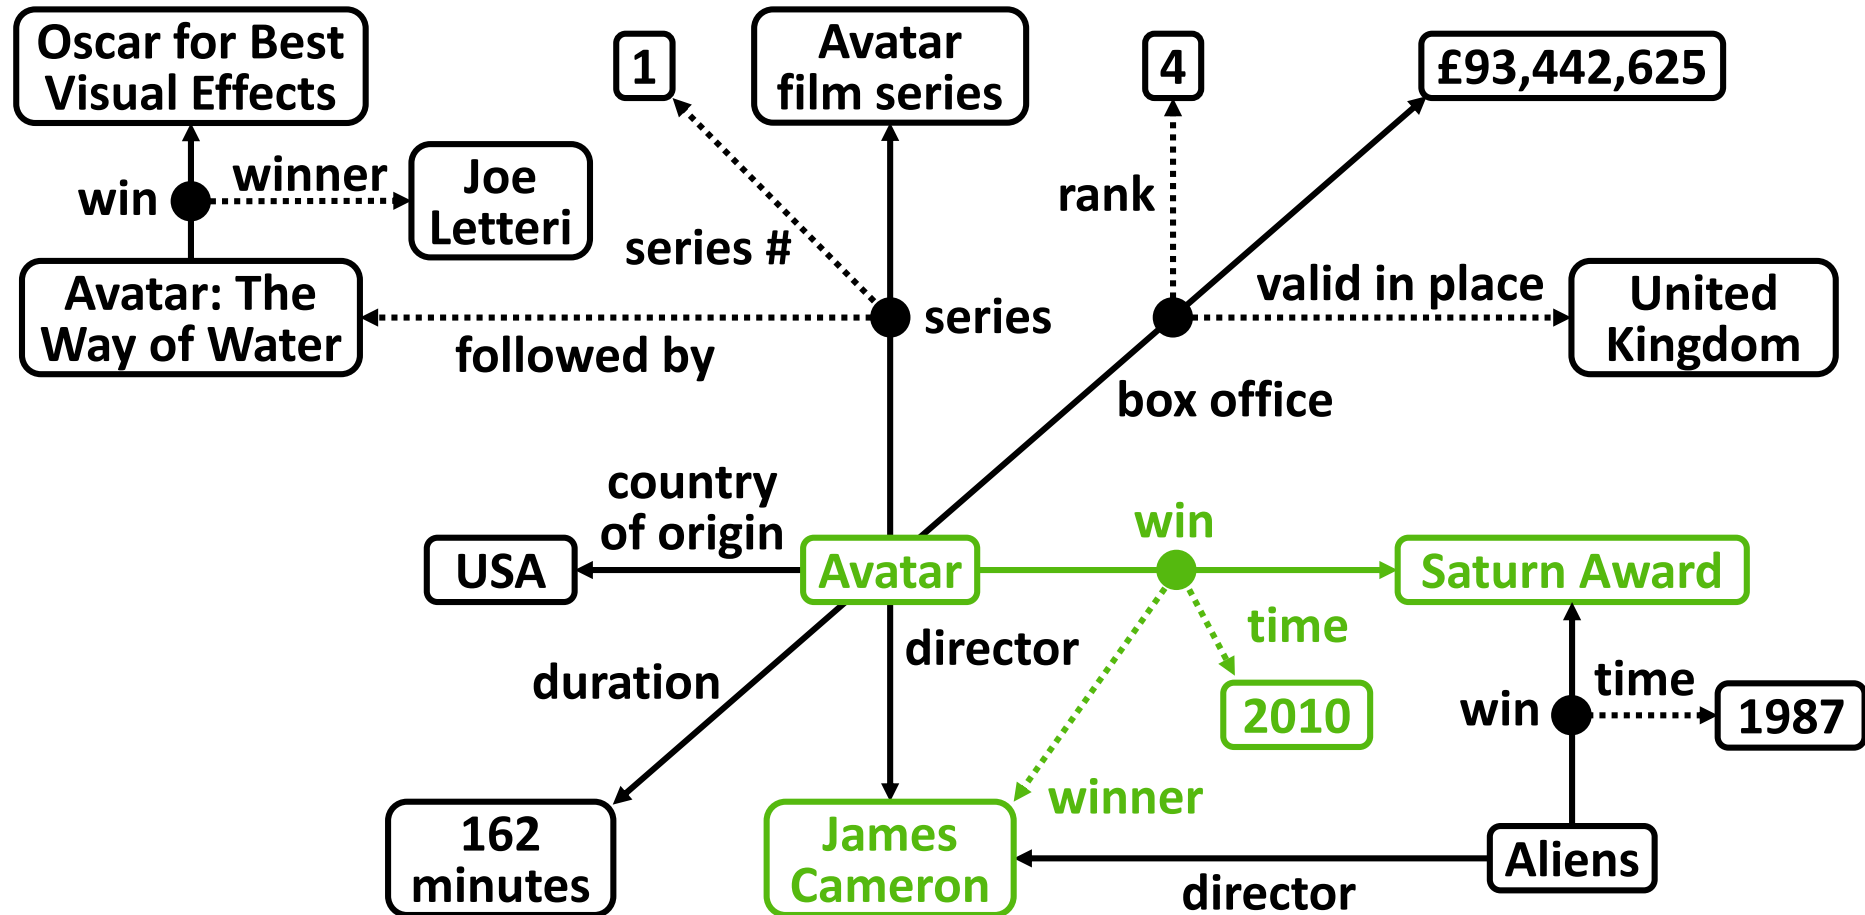 Oscar for Best
Visual Effects
1
Avatar
film series
4
£93,442,625
win
winner
Joe
Letteri
rank
series #
Avatar: The
Way of Water
followed by
series
valid in place
United
Kingdom
box office
country
of origin
win
USA
Avatar
Saturn Award
duration
director
time
2010
win
time
1987
winner
162
minutes
James
Cameron
director
Aliens